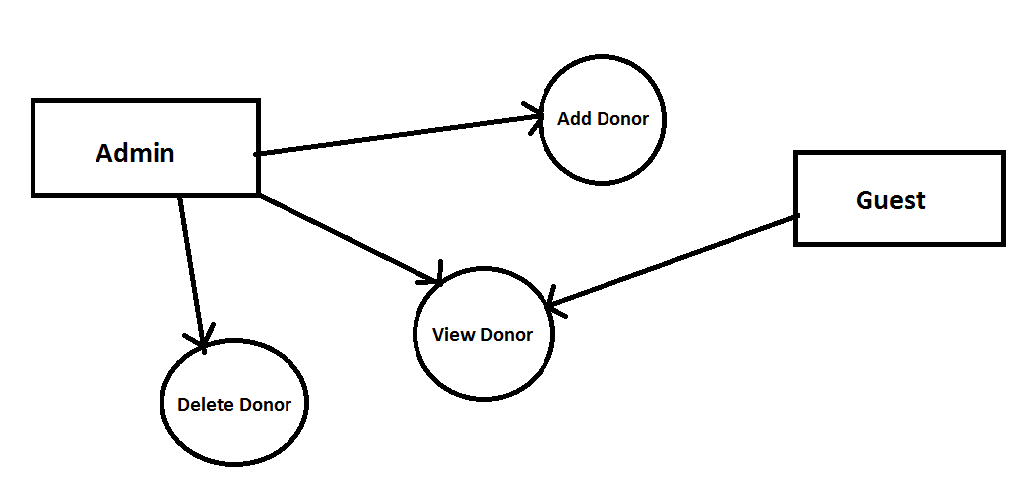 Add Donor
Admin
Guest
View Donor
Delete Donor